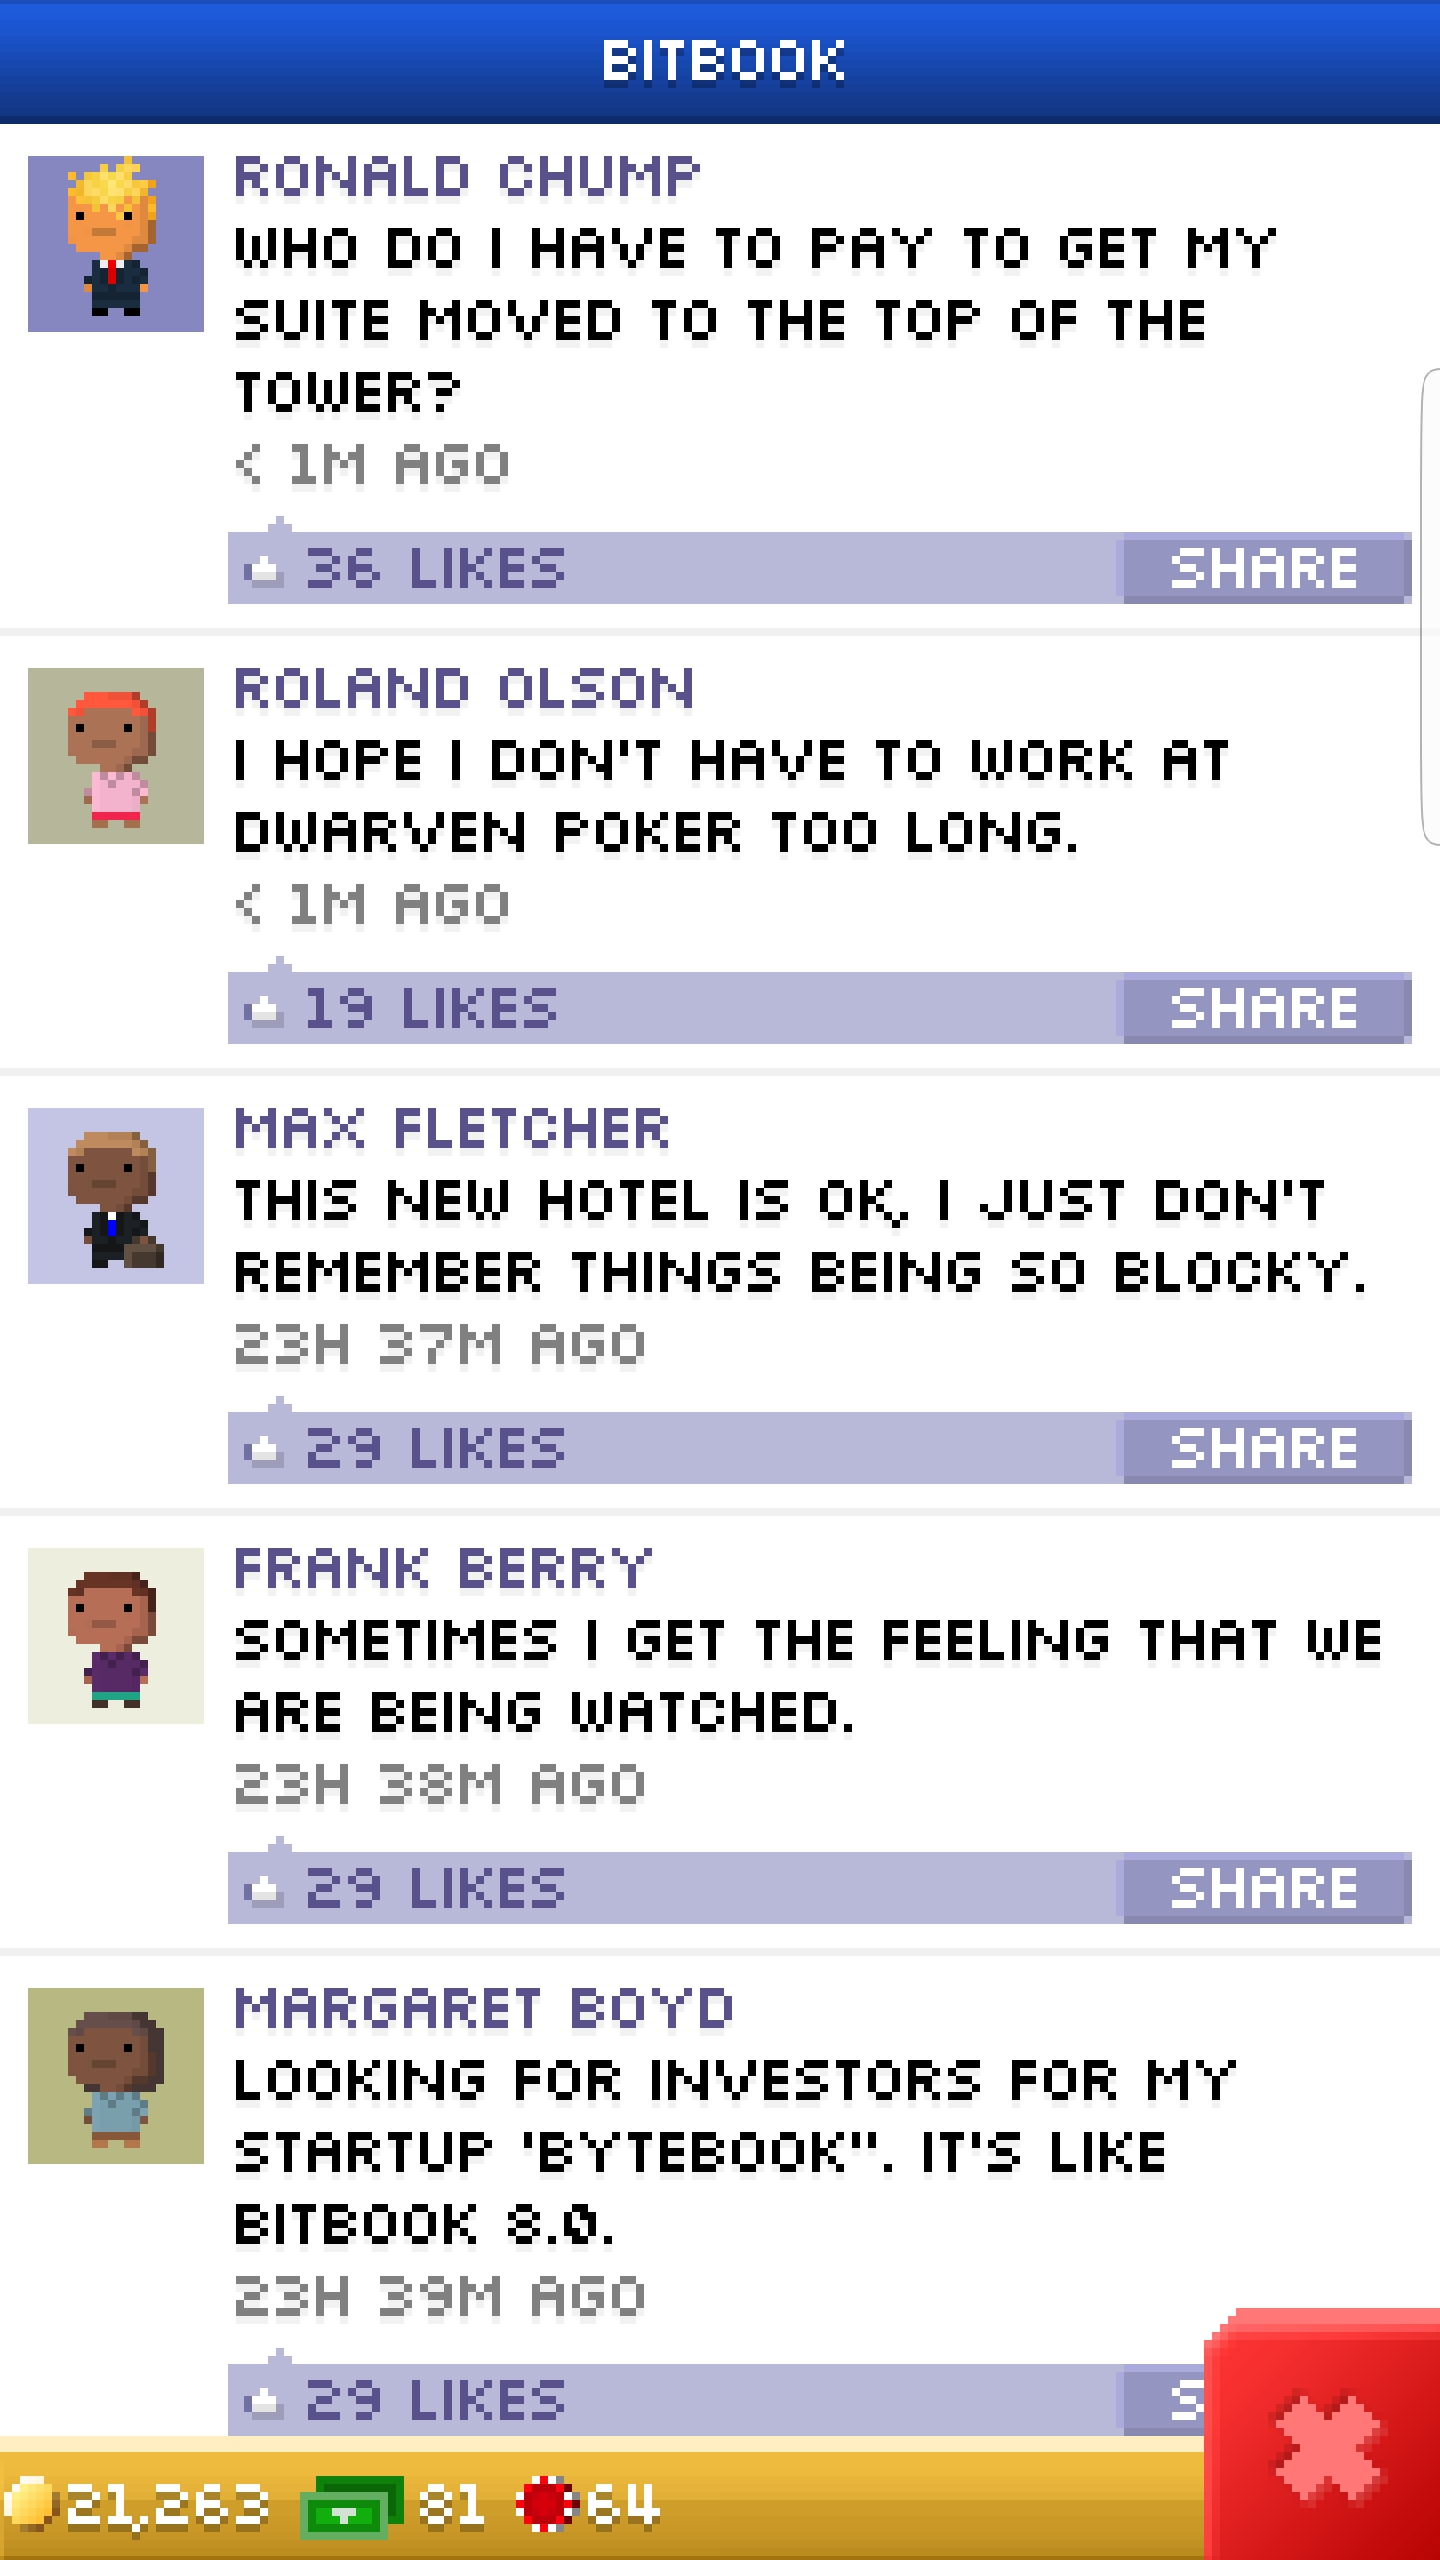 BITBOOK
RONALD CHUMP
WHO DO I HAVE TO PAY TO GET MY
SUITE MOVED TO THE TOP OF THE
TOWER?
< 1M AGO
36 LIKES SHARE
ROLAND OLSON
I HOPE I DON'T HAVE TO WORK AT
DWARVEN POKER TOO LONG.
< 1M AGO
19 LIKES SHARE
MAX FLETCHER
THIS NEW HOTEL IS OK, I JUST DON'T
REMEMBER THINGS BEING SO BLOCKY.
23H 37M AGO
29 LIKES SHARE
FRANK BERRY
SOMETIMES I GET THE FEELING THAT WE
ARE BEING WATCHED.
23H 38M AGO
29 LIKES SHARE
MARGARET BOYD
LOOKING FOR INVESTORS FOR MY
STARTUP 'BYTEBOOK". IT'S LIKE
BITBOOK 8.0.
23H 39M AGO
29 LIKES S
21,263 81 64